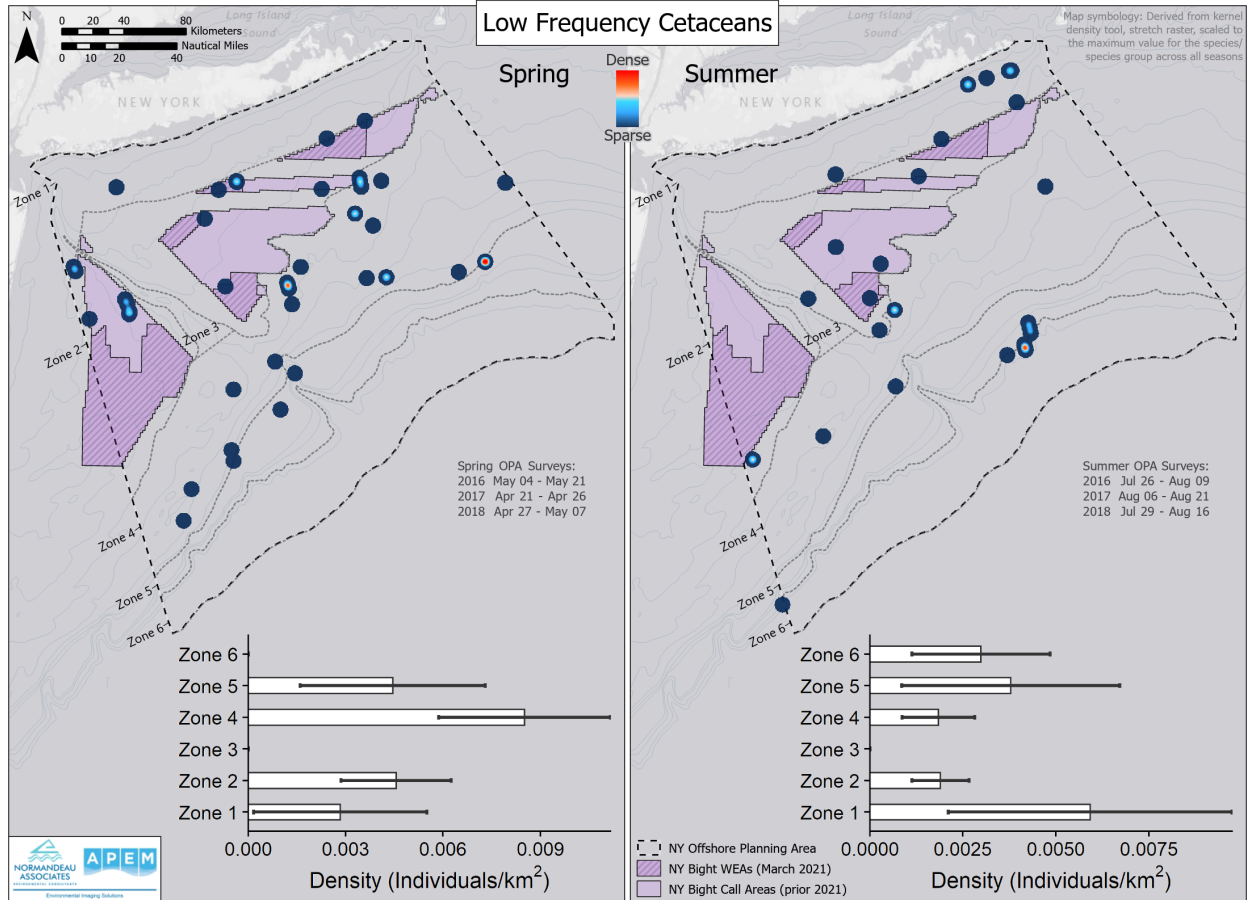 Low Frequency Cetaceans
N
0 20 40 80
Kilometers
Nautical Miles
0 10 20 40
Long Island
Sound
NEW YORK
Spring
Dense
Sparse
Zone 1
Zone 2
Zone 3
Zone 4
Zone 5
Zone 6
Spring OPA Surveys:
2016 May 04 - May 21
2017 Apr 21 - Apr 26
2018 Apr 27 - May 07
Zone 6
Zone 5
Zone 4
Zone 3
Zone 2
Zone 1
0.000 0.003 0.006 0.009
Density (Individuals/km²)
NORMANDEAU
ASSOCIATES
ENVIRONMENTAL CONSULTANTS
APEM
Environmental Imaging Solutions
Summer
Long Island
Sound
NEW YORK
Map symbology: Derived from kernel
density tool, stretch raster, scaled to
the maximum value for the species/
species group across all seasons
Zone 1
Zone 2
Zone 3
Zone 4
Zone 5
Zone 6
Summer OPA Surveys:
2016 Jul 26 - Aug 09
2017 Aug 06 - Aug 21
2018 Jul 29 - Aug 16
Zone 6
Zone 5
Zone 4
Zone 3
Zone 2
Zone 1
0.000 0.0025 0.0050 0.0075
Density (Individuals/km²)
NY Offshore Planning Area
NY Bight WEAs (March 2021)
NY Bight Call Areas (prior 2021)